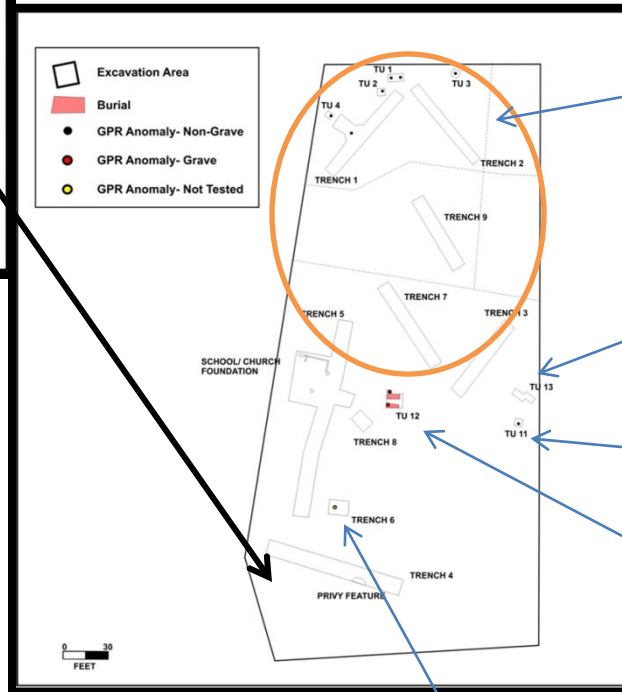 Excavation Area
Burial
GPR Anomaly- Non-Grave
GPR Anomaly- Grave
GPR Anomaly- Not Tested
TU 1
TU 2
TU 3
TU 4
TRENCH 2
TRENCH 1
TRENCH 9
TRENCH 7
TRENCH 5
TRENCH 3
SCHOOL/ CHURCH
FOUNDATION
TU 13
TU 12
TU 11
TRENCH 8
TRENCH 6
TRENCH 4
PRIVY FEATURE
0 30
FEET